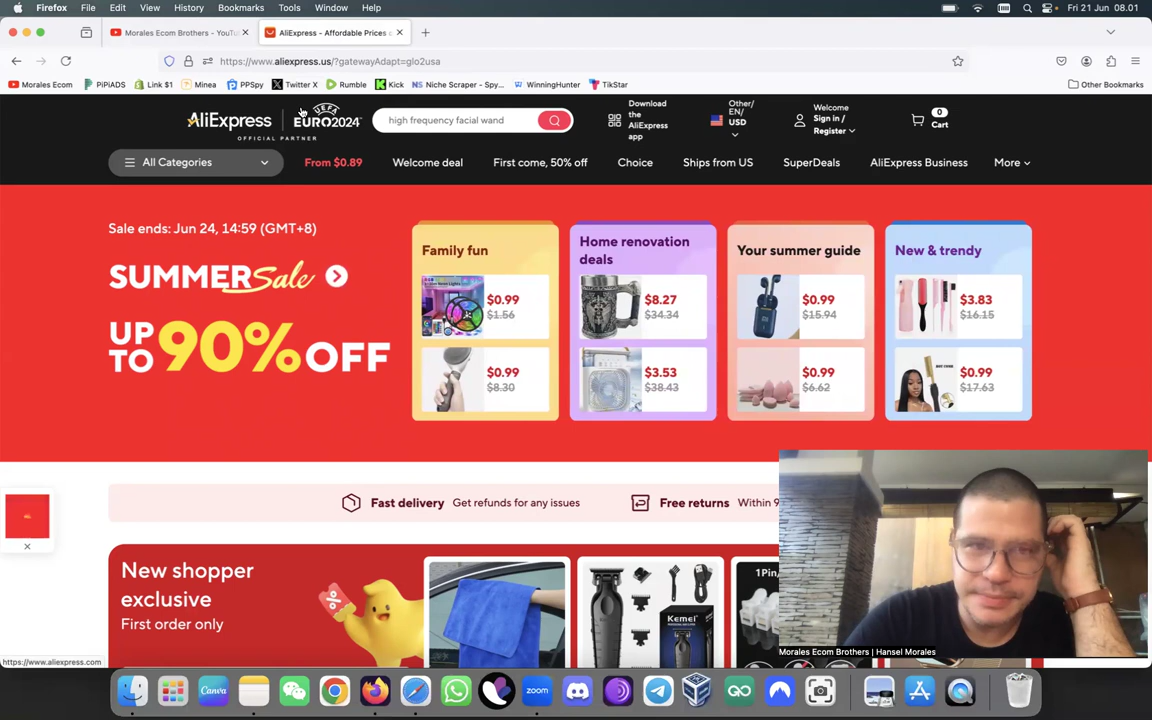 Firefox File Edit View History Bookmarks Tools Window Help Fri 21 Jun 08.01
Morales Ecom Brothers - YouTu
AliExpress - Affordable Prices
https://www.aliexpress.us/?gatewayAdapt=glo2usa
Morales Ecom PiPiADS Link $1 Minea PPSpy Twitter X Rumble Kick Niche Scraper - Spy... WinningHunter TikStar Other Bookmarks
AliExpress
UEFA
EURO2024
OFFICIAL PARTNER
high frequency facial wand
Download
the
AliExpress
app
Other/
EN/
USD
Welcome
Sign in /
Register
0
Cart
All Categories From $0.89 Welcome deal First come, 50% off Choice Ships from US SuperDeals AliExpress Business More
Sale ends: Jun 24, 14:59 (GMT+8)
SUMMER Sale
UP
TO
90% OFF
Family fun
$0.99
$1.56
$0.99
$8.30
Home renovation
deals
$8.27
$34.34
$3.53
$38.43
Your summer guide
$0.99
$15.94
$0.99
$6.62
New & trendy
$3.83
$16.15
$0.99
$17.63
Fast delivery Get refunds for any issues Free returns Within 9
New shopper
exclusive
First order only
Kemei
1Pin,
Morales Ecom Brothers | Hansel Morales
https://www.aliexpress.com
Canva
zoom
GO